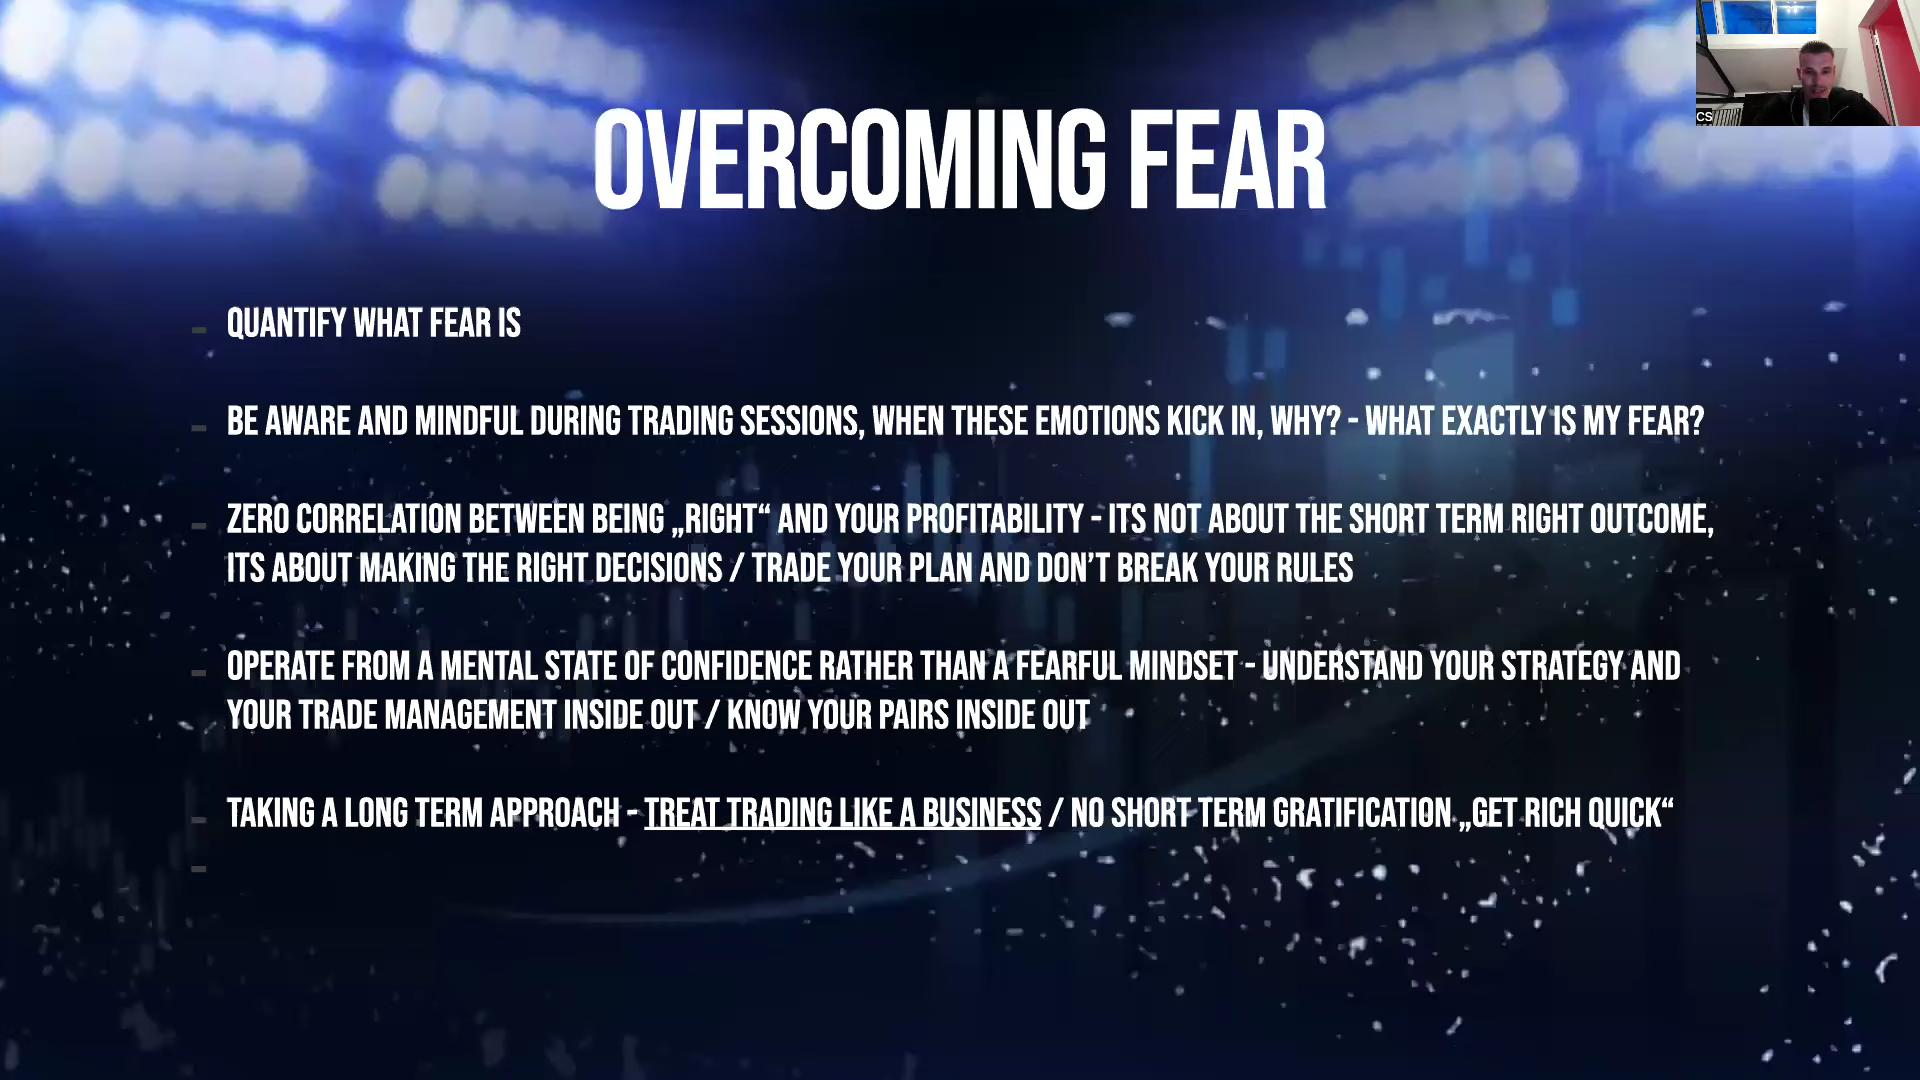 OVERCOMING FEAR
CS
- QUANTIFY WHAT FEAR IS
- BE AWARE AND MINDFUL DURING TRADING SESSIONS, WHEN THESE EMOTIONS KICK IN, WHY? - WHAT EXACTLY IS MY FEAR?
- ZERO CORRELATION BETWEEN BEING „RIGHT“ AND YOUR PROFITABILITY - ITS NOT ABOUT THE SHORT TERM RIGHT OUTCOME,
ITS ABOUT MAKING THE RIGHT DECISIONS / TRADE YOUR PLAN AND DON’T BREAK YOUR RULES
- OPERATE FROM A MENTAL STATE OF CONFIDENCE RATHER THAN A FEARFUL MINDSET - UNDERSTAND YOUR STRATEGY AND
YOUR TRADE MANAGEMENT INSIDE OUT / KNOW YOUR PAIRS INSIDE OUT
- TAKING A LONG TERM APPROACH - TREAT TRADING LIKE A BUSINESS / NO SHORT TERM GRATIFICATION „GET RICH QUICK“
-